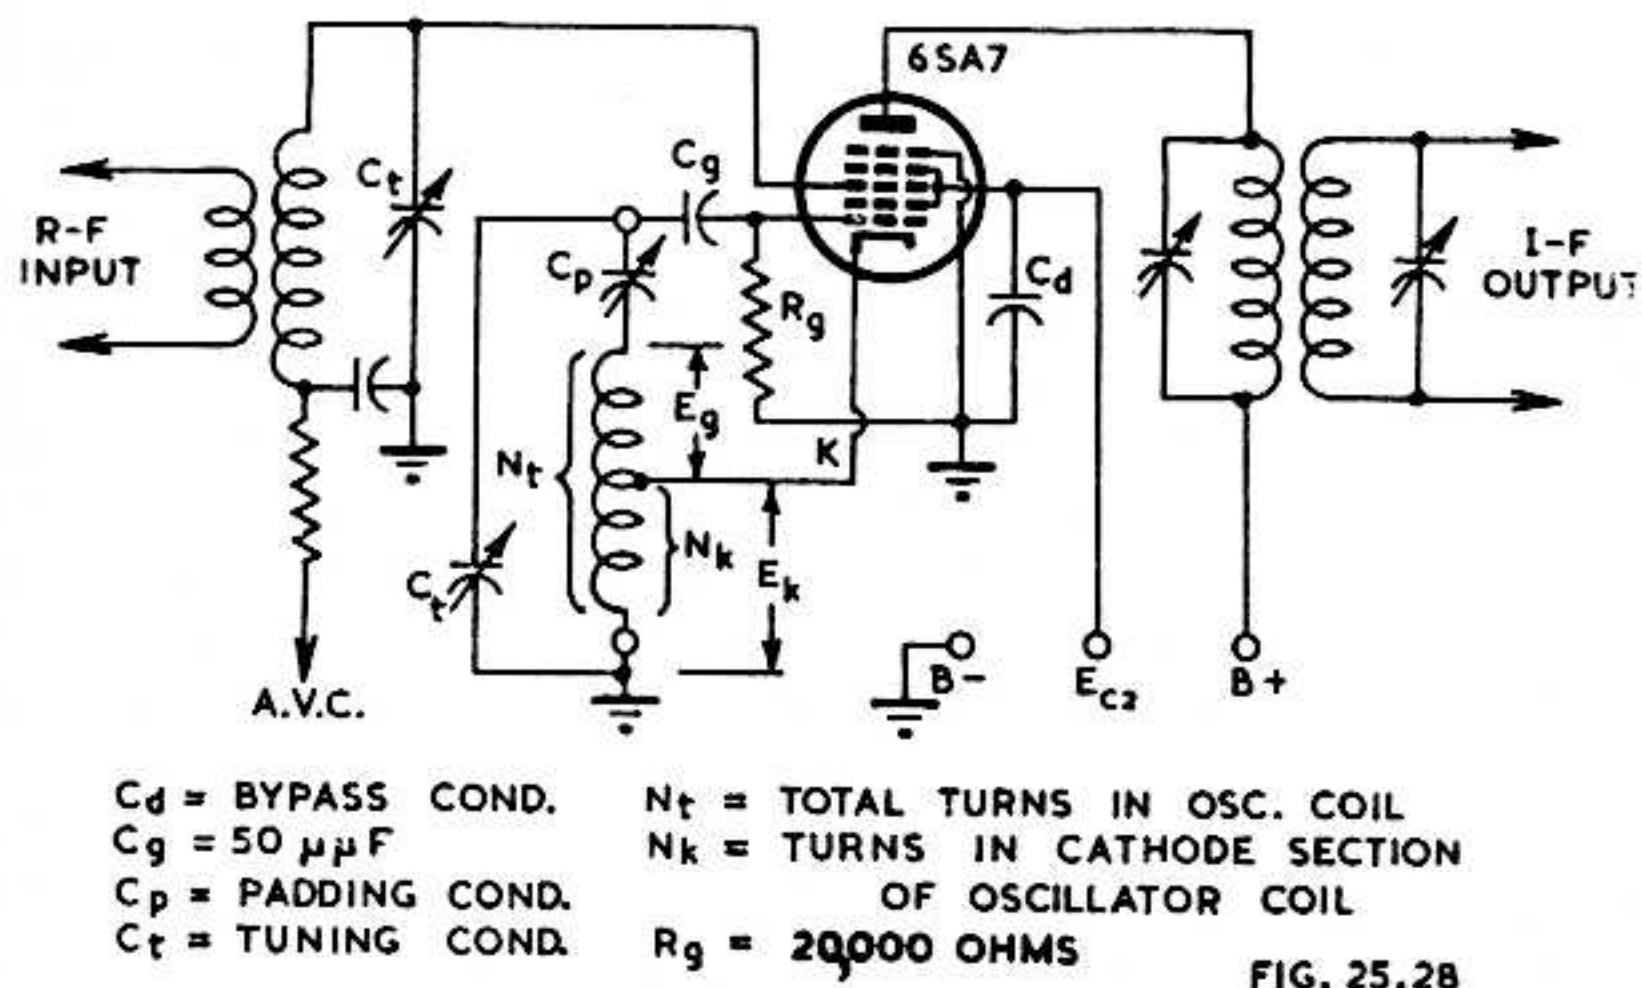 6SA7
Cg
Ct
R-F
INPUT
Cp
Rg
Cd
I-F
OUTPUT
Eg
Nt
K
Nk
Ek
Ct
A.V.C.
B-
EC2
B+
Cd = BYPASS COND.
Cg = 50 μμF
Cp = PADDING COND.
Ct = TUNING COND.
Nt = TOTAL TURNS IN OSC. COIL
Nk = TURNS IN CATHODE SECTION
OF OSCILLATOR COIL
Rg = 20,000 OHMS
FIG. 25.2B